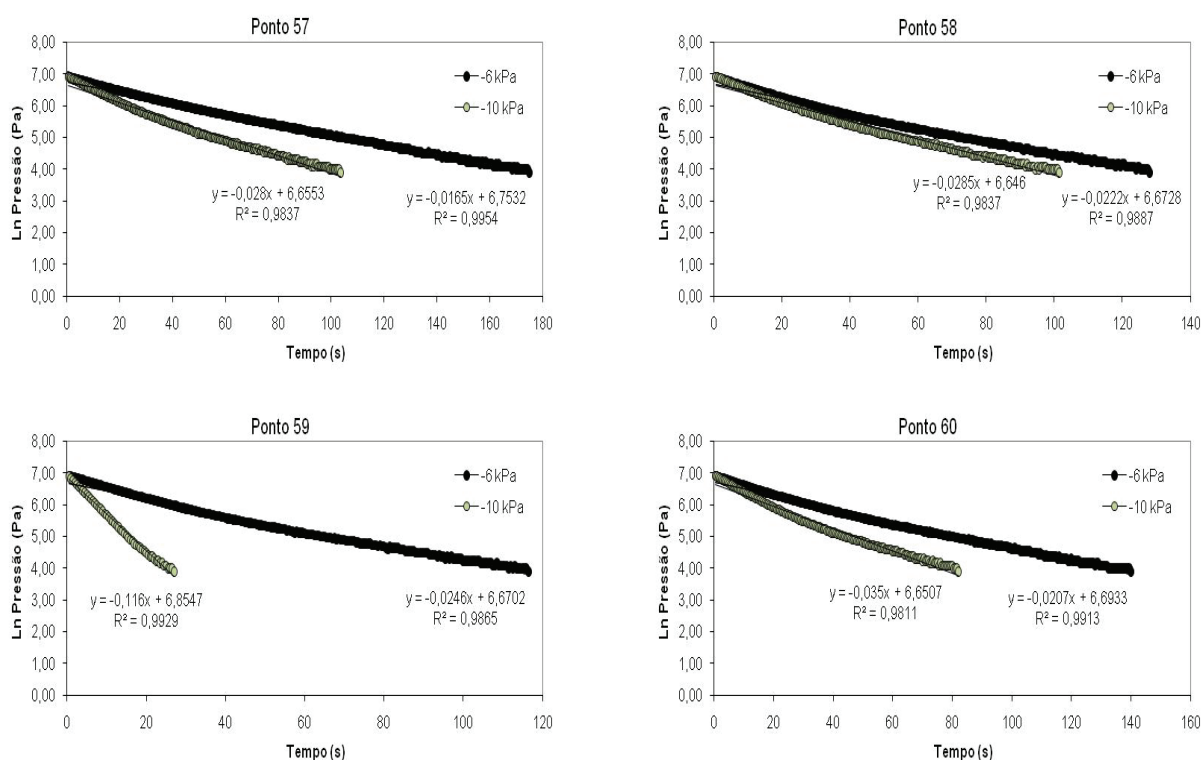 Ponto 57
8,00
7,00
6,00
5,00
4,00
3,00
2,00
1,00
0,00
Ln Pressão (Pa)
-6 kPa
-10 kPa
y = -0,028x + 6,6553
R² = 0,9837
y = -0,0165x + 6,7532
R² = 0,9954
0 20 40 60 80 100 120 140 160 180
Tempo (s)
Ponto 58
8,00
7,00
6,00
5,00
4,00
3,00
2,00
1,00
0,00
Ln Pressão (Pa)
-6 kPa
-10 kPa
y = -0,0285x + 6,646
R² = 0,9837
y = -0,0222x + 6,6728
R² = 0,9887
0 20 40 60 80 100 120 140
Tempo (s)
Ponto 59
8,00
7,00
6,00
5,00
4,00
3,00
2,00
1,00
0,00
Ln Pressão (Pa)
-6 kPa
-10 kPa
y = -0,116x + 6,8547
R² = 0,9929
y = -0,0246x + 6,6702
R² = 0,9865
0 20 40 60 80 100 120
Tempo (s)
Ponto 60
8,00
7,00
6,00
5,00
4,00
3,00
2,00
1,00
0,00
Ln Pressão (Pa)
-6 kPa
-10 kPa
y = -0,035x + 6,6507
R² = 0,9811
y = -0,0207x + 6,6933
R² = 0,9913
0 20 40 60 80 100 120 140 160
Tempo (s)